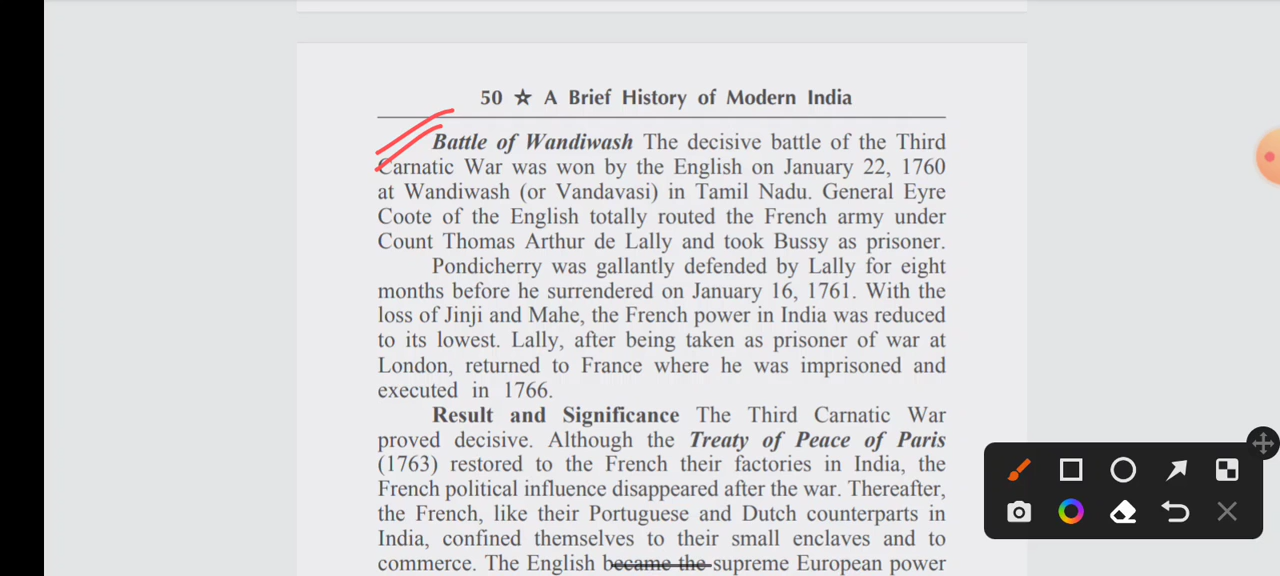 50 ☆ A Brief History of Modern India
Battle of Wandiwash The decisive battle of the Third
Carnatic War was won by the English on January 22, 1760
at Wandiwash (or Vandavasi) in Tamil Nadu. General Eyre
Coote of the English totally routed the French army under
Count Thomas Arthur de Lally and took Bussy as prisoner.
Pondicherry was gallantly defended by Lally for eight
months before he surrendered on January 16, 1761. With the
loss of Jinji and Mahe, the French power in India was reduced
to its lowest. Lally, after being taken as prisoner of war at
London, returned to France where he was imprisoned and
executed in 1766.
Result and Significance The Third Carnatic War
proved decisive. Although the Treaty of Peace of Paris
(1763) restored to the French their factories in India, the
French political influence disappeared after the war. Thereafter,
the French, like their Portuguese and Dutch counterparts in
India, confined themselves to their small enclaves and to
commerce. The English became the supreme European power